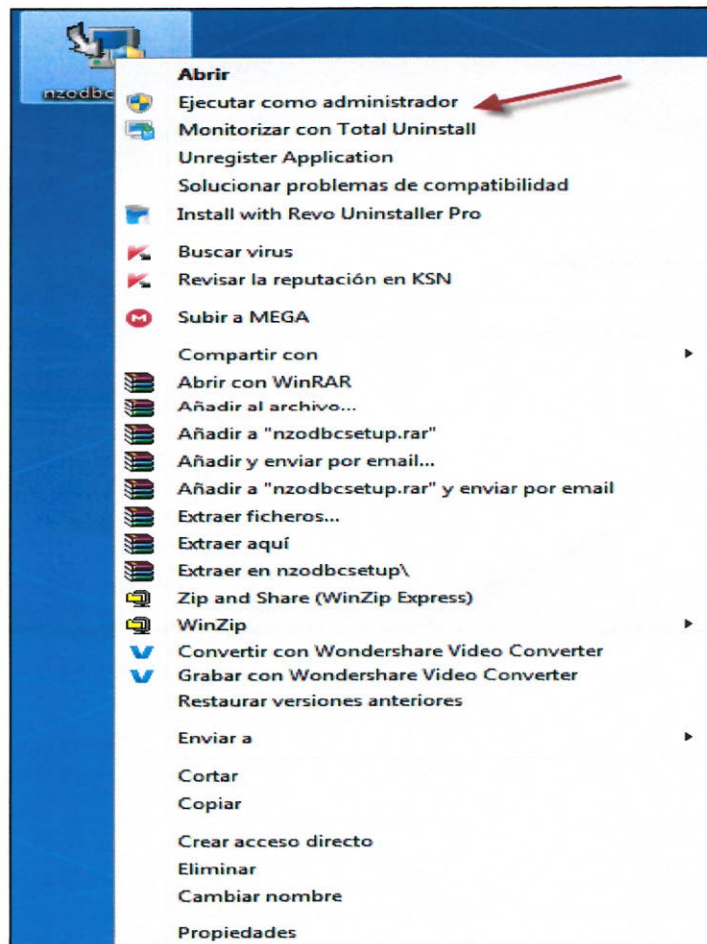 nzodbc
Abrir
Ejecutar como administrador
Monitorizar con Total Uninstall
Unregister Application
Solucionar problemas de compatibilidad
Install with Revo Uninstaller Pro
Buscar virus
Revisar la reputación en KSN
Subir a MEGA
Compartir con
Abrir con WinRAR
Añadir al archivo...
Añadir a "nzodbcsetup.rar"
Añadir y enviar por email...
Añadir a "nzodbcsetup.rar" y enviar por email
Extraer ficheros...
Extraer aquí
Extraer en nzodbcsetup\
Zip and Share (WinZip Express)
WinZip
Convertir con Wondershare Video Converter
Grabar con Wondershare Video Converter
Restaurar versiones anteriores
Enviar a
Cortar
Copiar
Crear acceso directo
Eliminar
Cambiar nombre
Propiedades